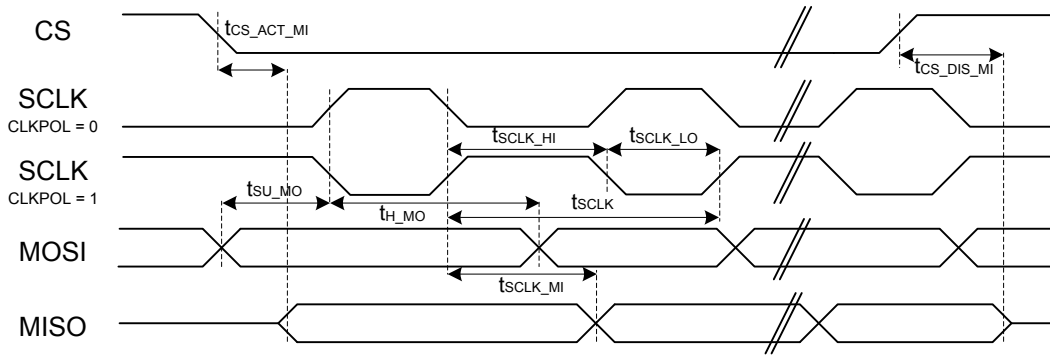 CS
tCS_ACT_MI
tCS_DIS_MI
SCLK
CLKPOL = 0
tSCLK_HI
tSCLK_LO
SCLK
CLKPOL = 1
tSU_MO
tH_MO
tSCLK
MOSI
tSCLK_MI
MISO